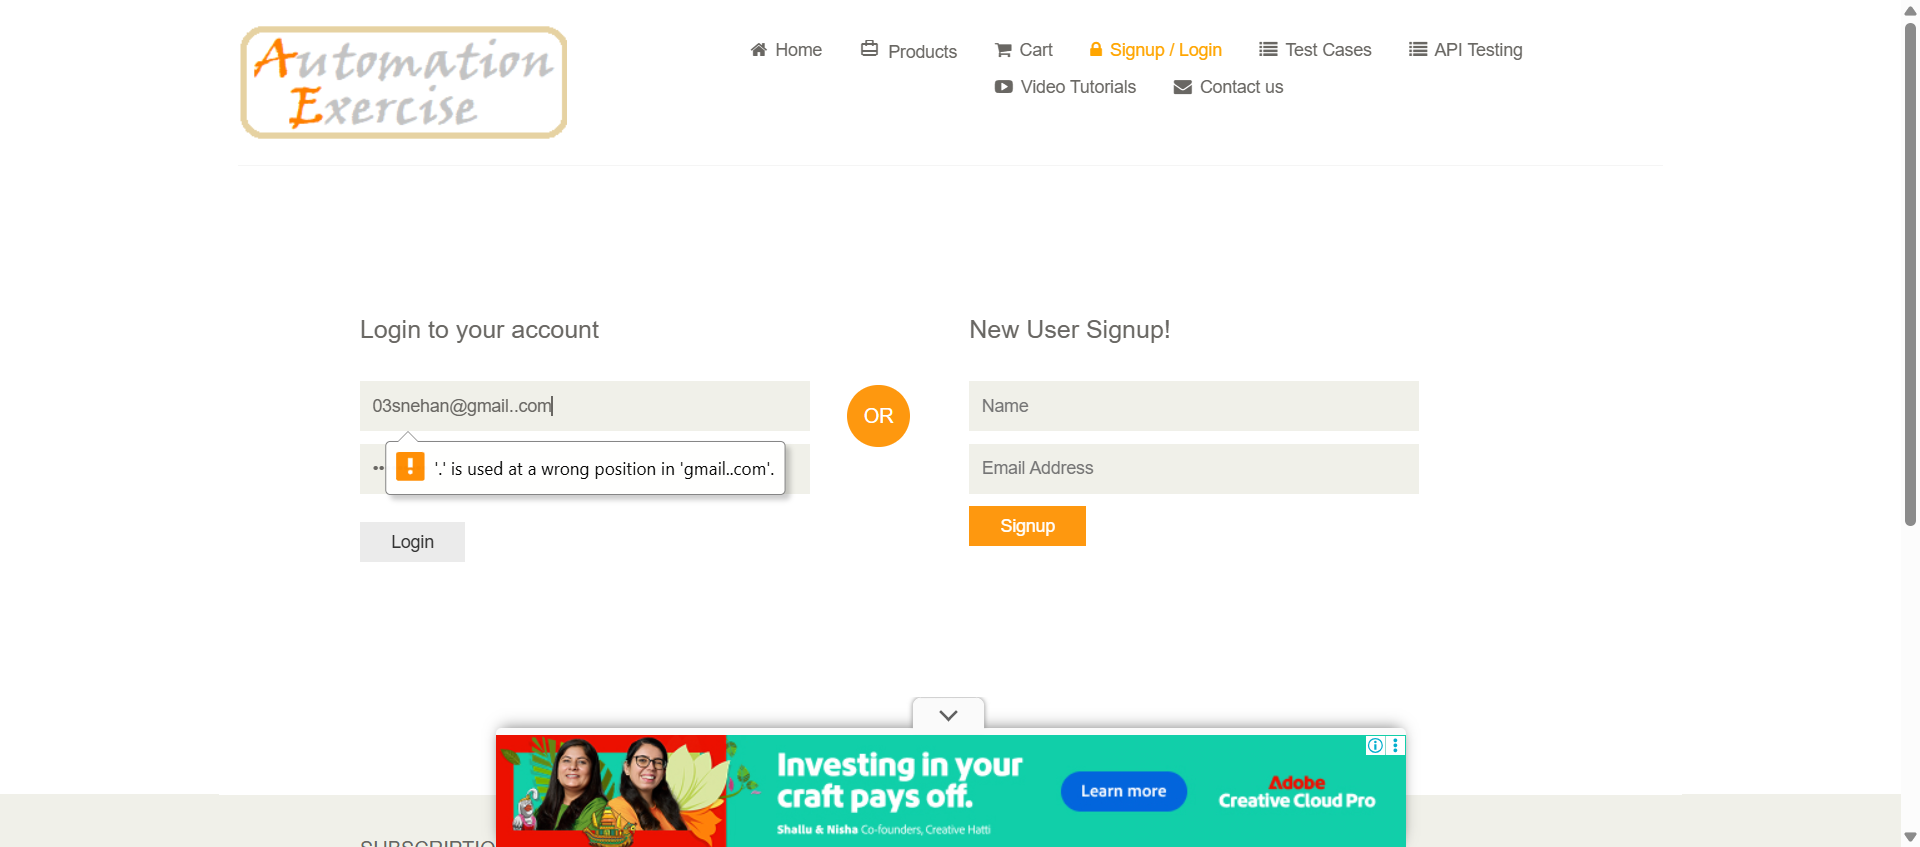 Automation
Exercise
Home
Products
Cart
Signup / Login
Test Cases
API Testing
Video Tutorials
Contact us
Login to your account
03snehan@gmail..com
'.' is used at a wrong position in 'gmail..com'.
Login
OR
New User Signup!
Name
Email Address
Signup
Investing in your
craft pays off.
Shallu & Nisha Co-founders, Creative Hatti
Learn more
Adobe
Creative Cloud Pro